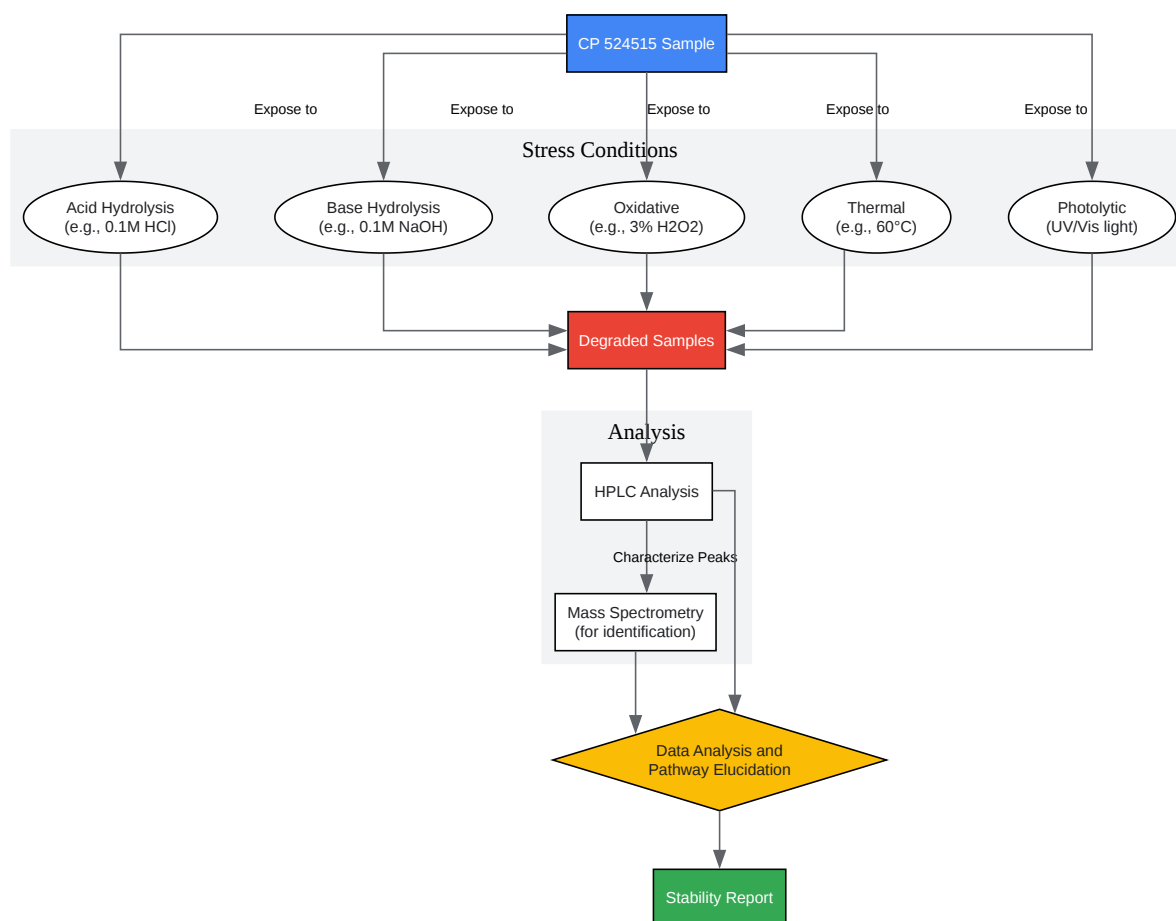 CP 524515 Sample
Expose to
Expose to
Expose to
Expose to
Expose to
Stress Conditions
Acid Hydrolysis
(e.g., 0.1M HCl)
Base Hydrolysis
(e.g., 0.1M NaOH)
Oxidative
(e.g., 3% H2O2)
Thermal
(e.g., 60°C)
Photolytic
(UV/Vis light)
Degraded Samples
Analysis
HPLC Analysis
Characterize Peaks
Mass Spectrometry
(for identification)
Data Analysis and
Pathway Elucidation
Stability Report